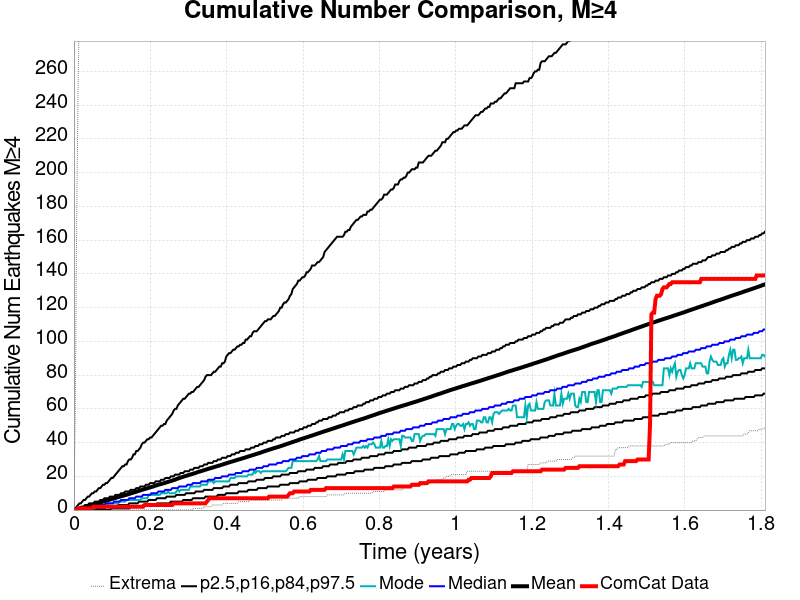 Cumulative Number Comparison, M≥4
Cumulative Num Earthquakes M≥4
260
240
220
200
180
160
140
120
100
80
60
40
20
0
0 0.2 0.4 0.6 0.8 1 1.2 1.4 1.6 1.8
Time (years)
Extrema p2.5,p16,p84,p97.5 Mode Median Mean ComCat Data